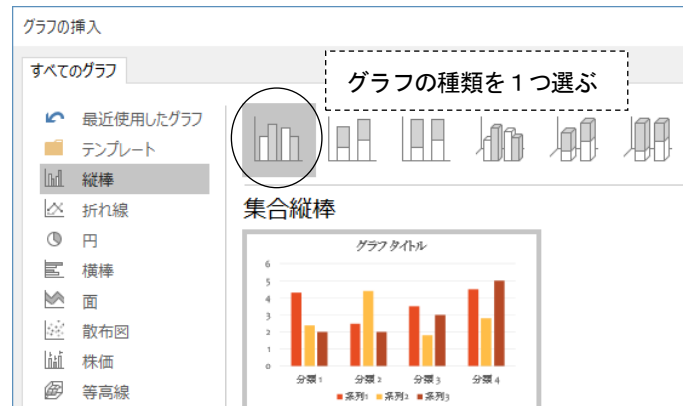 グラフの挿入
すべてのグラフ
グラフの種類を１つ選ぶ
最近使用したグラフ
テンプレート
縦棒
折れ線
円
横棒
面
散布図
株価
等高線
集合縦棒
グラフ タイトル
6
5
4
3
2
1
0
分類 1 分類 2 分類 3 分類 4
系列1 系列2 系列3